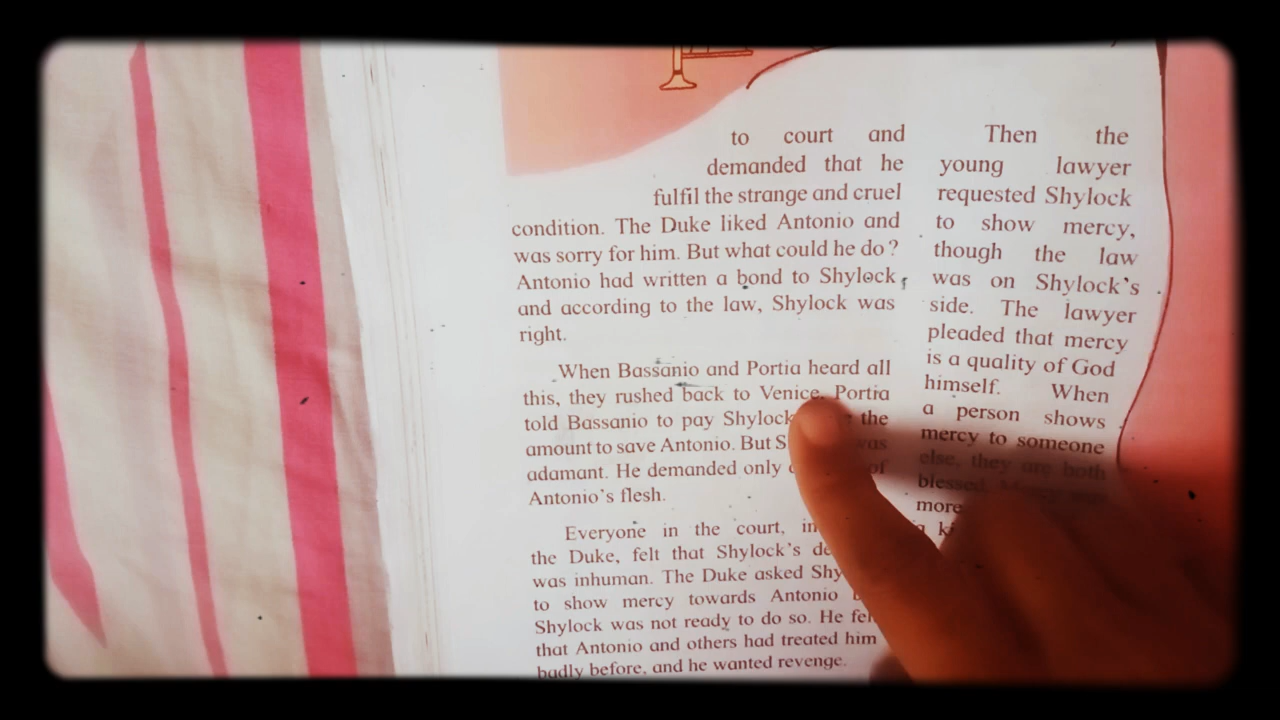 to court and
demanded that he
fulfil the strange and cruel
condition. The Duke liked Antonio and
was sorry for him. But what could he do?
Antonio had written a bond to Shylock
and according to the law, Shylock was
right.
When Bassanio and Portia heard all
this, they rushed back to Venice. Portia
told Bassanio to pay Shylock the
amount to save Antonio. But was
adamant. He demanded only of
Antonio's flesh.
Everyone in the court,
the Duke, felt that Shylock's
was inhuman. The Duke asked
to show mercy towards Antonio
Shylock was not ready to do so. He
that Antonio and others had treated him
badly before, and he wanted revenge.
Then the
young lawyer
requested Shylock
to show mercy,
though the law
was on Shylock's
side. The lawyer
pleaded that mercy
is a quality of God
himself. When
a person shows
mercy to someone
else, they are both
blessed.
more